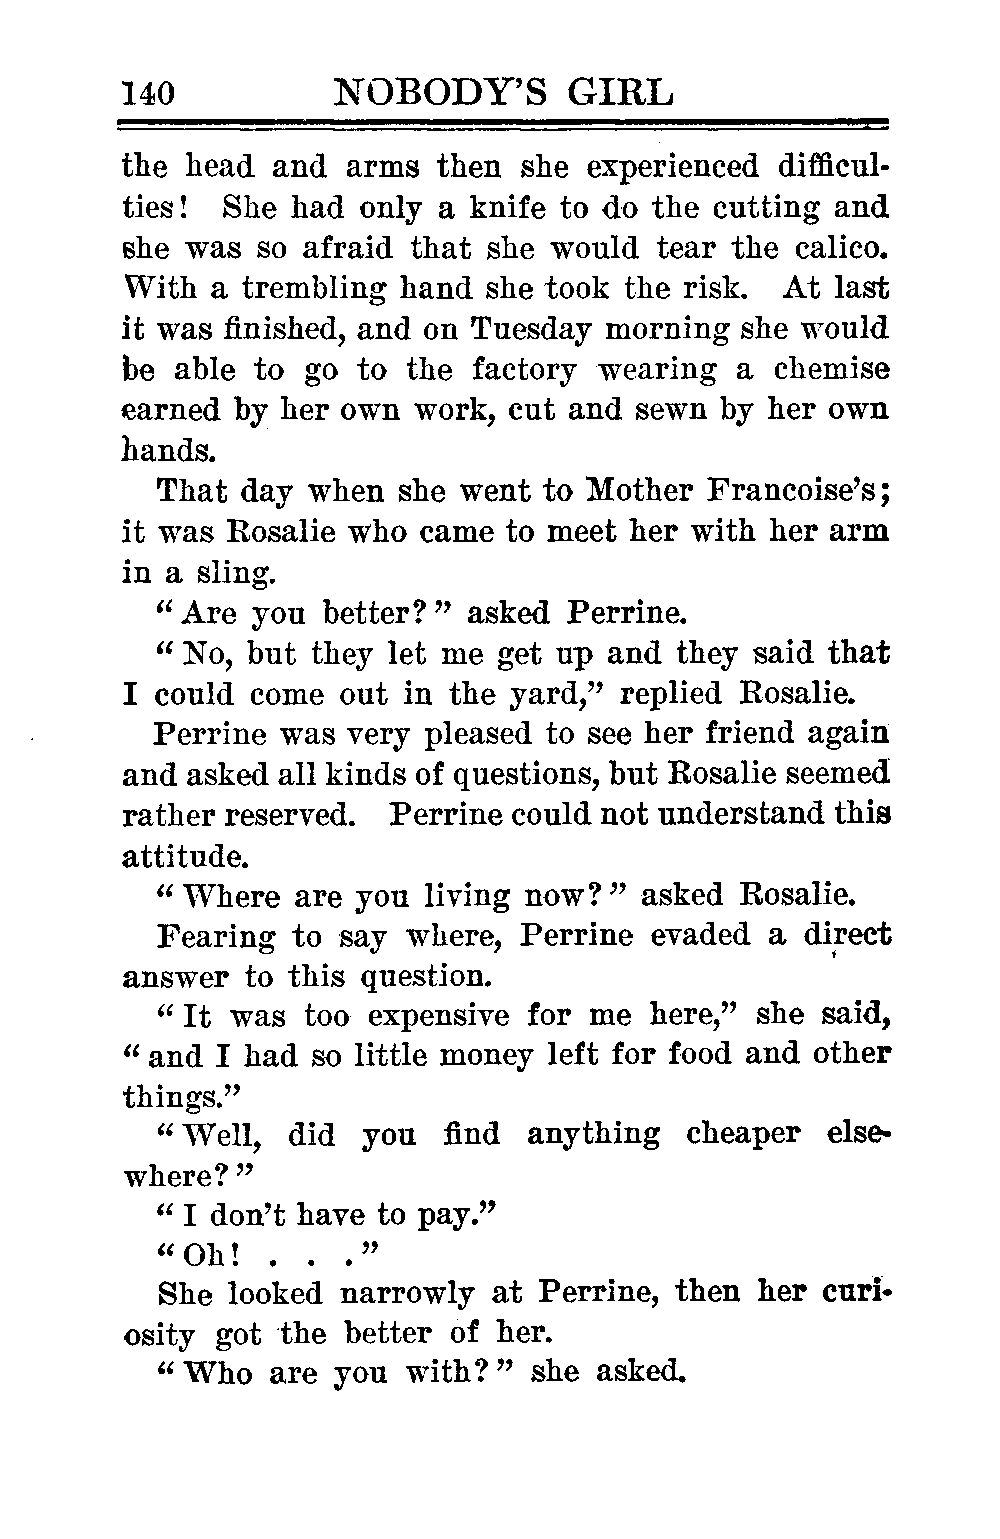 140 NOBODY'S GIRL
the head and arms then she experienced difficul-
ties! She had only a knife to do the cutting and
she was so afraid that she would tear the calico.
With a trembling hand she took the risk. At last
it was finished, and on Tuesday morning she would
be able to go to the factory wearing a chemise
earned by her own work, cut and sewn by her own
hands.
That day when she went to Mother Francoise's;
it was Rosalie who came to meet her with her arm
in a sling.
"Are you better?" asked Perrine.
"No, but they let me get up and they said that
I could come out in the yard," replied Rosalie.
Perrine was very pleased to see her friend again
and asked all kinds of questions, but Rosalie seemed
rather reserved. Perrine could not understand this
attitude.
"Where are you living now?" asked Rosalie.
Fearing to say where, Perrine evaded a direct
answer to this question.
"It was too expensive for me here," she said,
"and I had so little money left for food and other
things."
"Well, did you find anything cheaper else-
where?"
"I don't have to pay."
"Oh! . . ."
She looked narrowly at Perrine, then her curi-
osity got the better of her.
"Who are you with?" she asked.